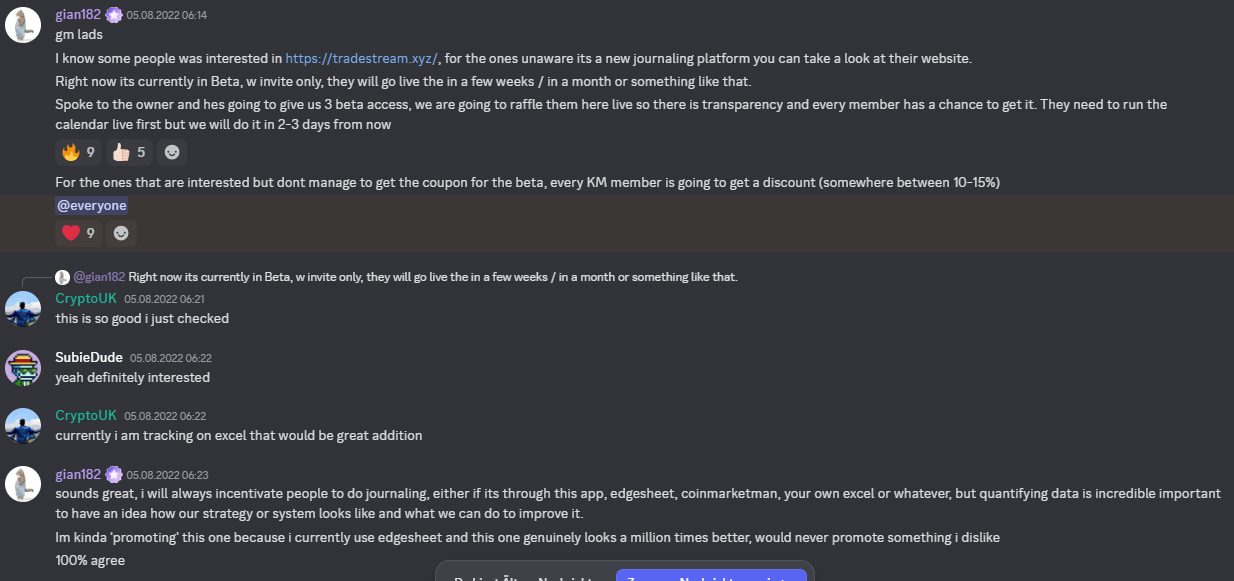 gian182 05.08.2022 06:14
gm lads
I know some people was interested in https://tradestream.xyz/, for the ones unaware its a new journaling platform you can take a look at their website.
Right now its currently in Beta, w invite only, they will go live the in a few weeks / in a month or something like that.
Spoke to the owner and hes going to give us 3 beta access, we are going to raffle them here live so there is transparency and every member has a chance to get it. They need to run the
calendar live first but we will do it in 2-3 days from now
9 5
For the ones that are interested but dont manage to get the coupon for the beta, every KM member is going to get a discount (somewhere between 10-15%)
@everyone
9
@gian182 Right now its currently in Beta, w invite only, they will go live the in a few weeks / in a month or something like that.
CryptoUK 05.08.2022 06:21
this is so good i just checked
SubieDude 05.08.2022 06:22
yeah definitely interested
CryptoUK 05.08.2022 06:22
currently i am tracking on excel that would be great addition
gian182 05.08.2022 06:23
sounds great, i will always incentivate people to do journaling, either if its through this app, edgesheet, coinmarketman, your own excel or whatever, but quantifying data is incredible important
to have an idea how our strategy or system looks like and what we can do to improve it.
Im kinda 'promoting' this one because i currently use edgesheet and this one genuinely looks a million times better, would never promote something i dislike
100% agree